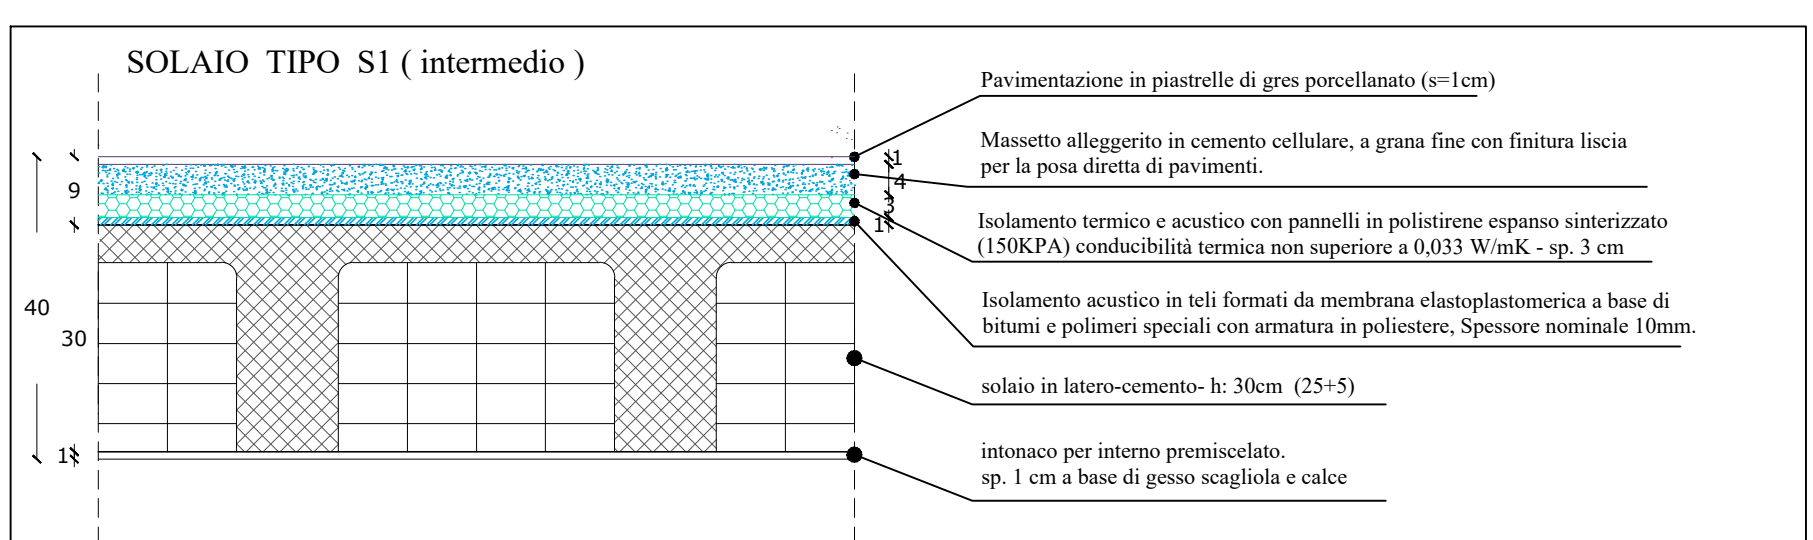 SOLAIO TIPO S1 ( intermedio )
Pavimentazione in piastrelle di gres porcellanato (s=1cm)
Massetto alleggerito in cemento cellulare, a grana fine con finitura liscia
per la posa diretta di pavimenti.
Isolamento termico e acustico con pannelli in polistirene espanso sinterizzato
(150KPA) conducibilità termica non superiore a 0,033 W/mK - sp. 3 cm
Isolamento acustico in teli formati da membrana elastoplastomerica a base di
bitumi e polimeri speciali con armatura in poliestere, Spessore nominale 10mm.
solaio in latero-cemento- h: 30cm (25+5)
intonaco per interno premiscelato.
sp. 1 cm a base di gesso scagliola e calce
1
4
3
1
9
40
30
1